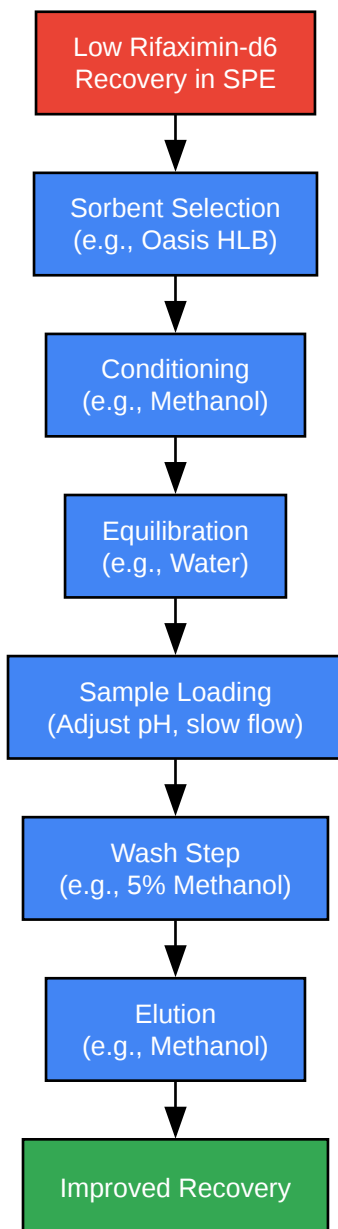 Low Rifaximin-d6
Recovery in SPE
Sorbent Selection
(e.g., Oasis HLB)
Conditioning
(e.g., Methanol)
Equilibration
(e.g., Water)
Sample Loading
(Adjust pH, slow flow)
Wash Step
(e.g., 5% Methanol)
Elution
(e.g., Methanol)
Improved Recovery